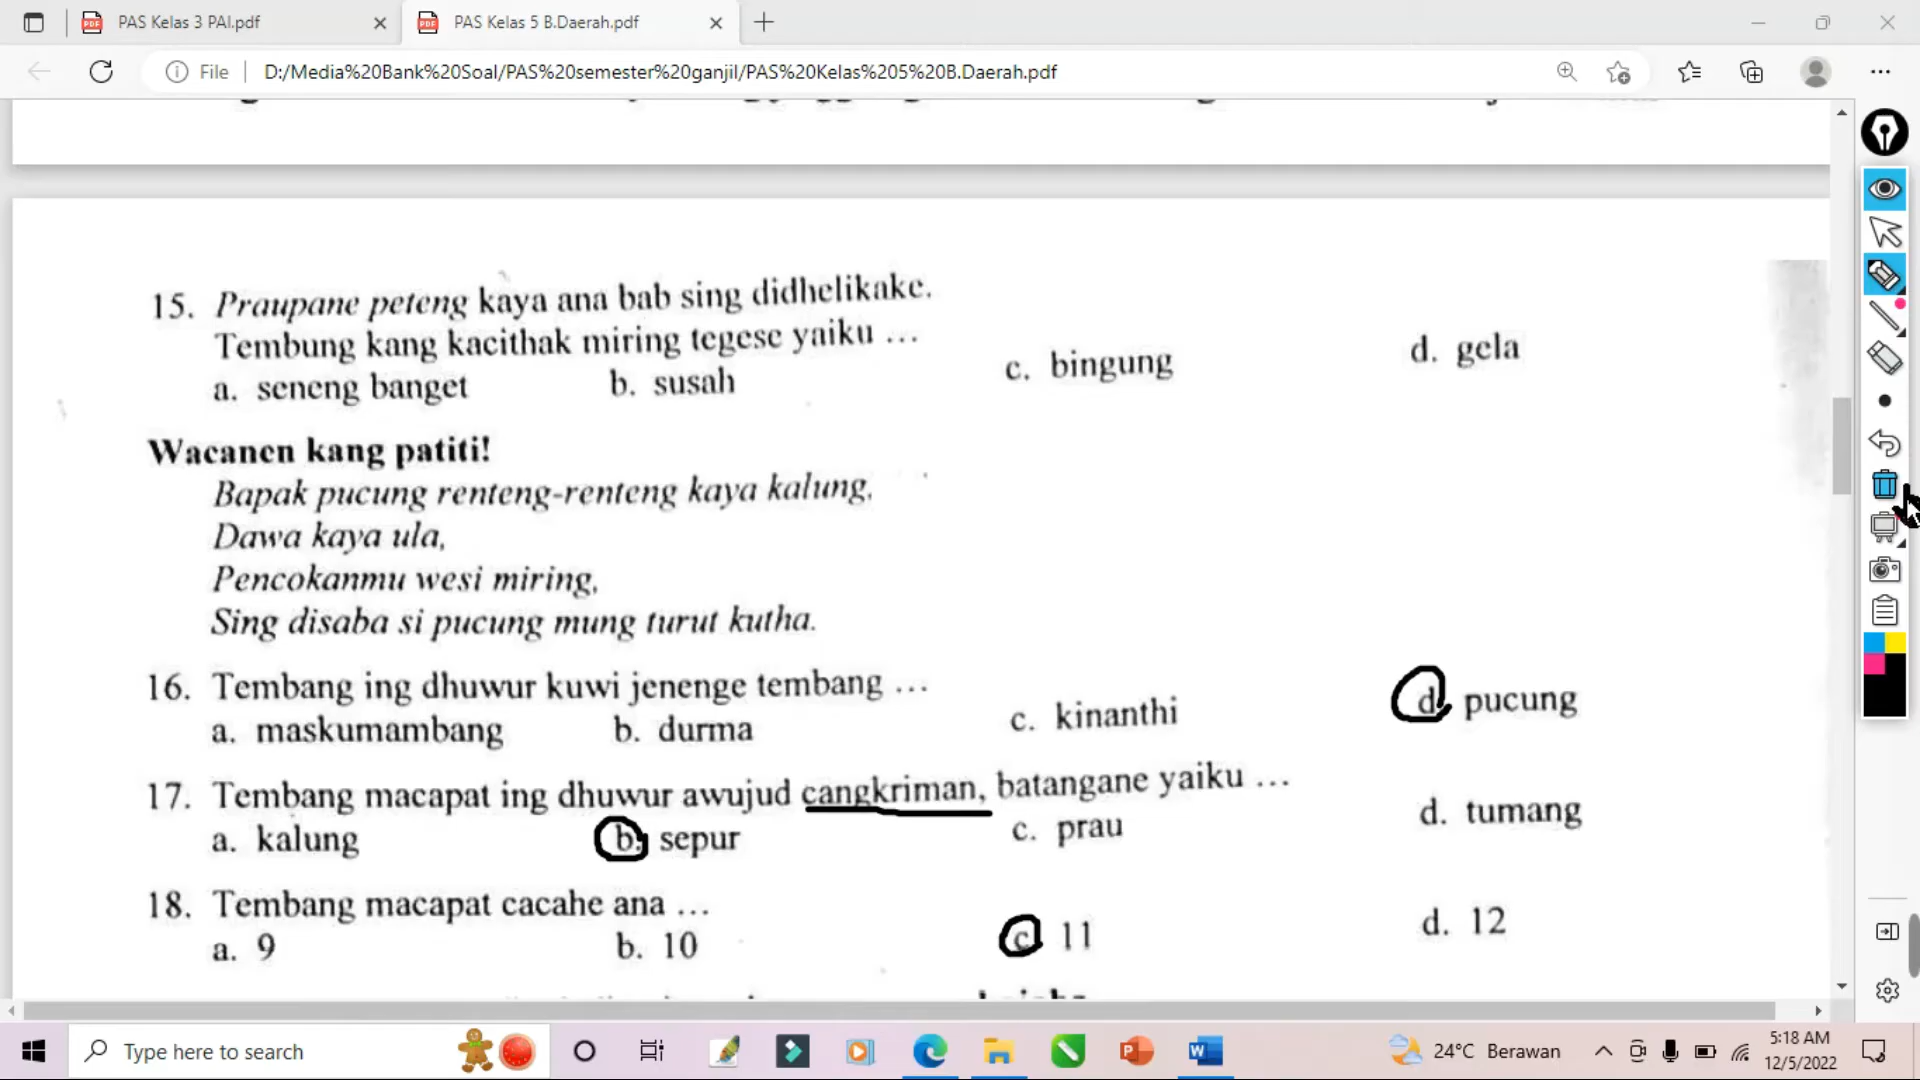 PAS Kelas 3 PAI.pdf
PAS Kelas 5 B.Daerah.pdf
File
D:/Media%20Bank%20Soal/PAS%20semester%20ganjil/PAS%20Kelas%205%20B.Daerah.pdf
15. Praupane peteng kaya ana bab sing didhelikake.
Tembung kang kacithak miring tegese yaiku ...
a. seneng banget b. susah c. bingung d. gela
Wacanen kang patiti!
Bapak pucung renteng-renteng kaya kalung,
Dawa kaya ula,
Pencokanmu wesi miring,
Sing disaba si pucung mung turut kutha.
16. Tembang ing dhuwur kuwi jenenge tembang ...
a. maskumambang b. durma c. kinanthi d. pucung
17. Tembang macapat ing dhuwur awujud cangkriman, batangane yaiku ...
a. kalung b. sepur c. prau d. tumang
18. Tembang macapat cacahe ana ...
a. 9 b. 10 c. 11 d. 12
Type here to search
24°C Berawan
5:18 AM
12/5/2022